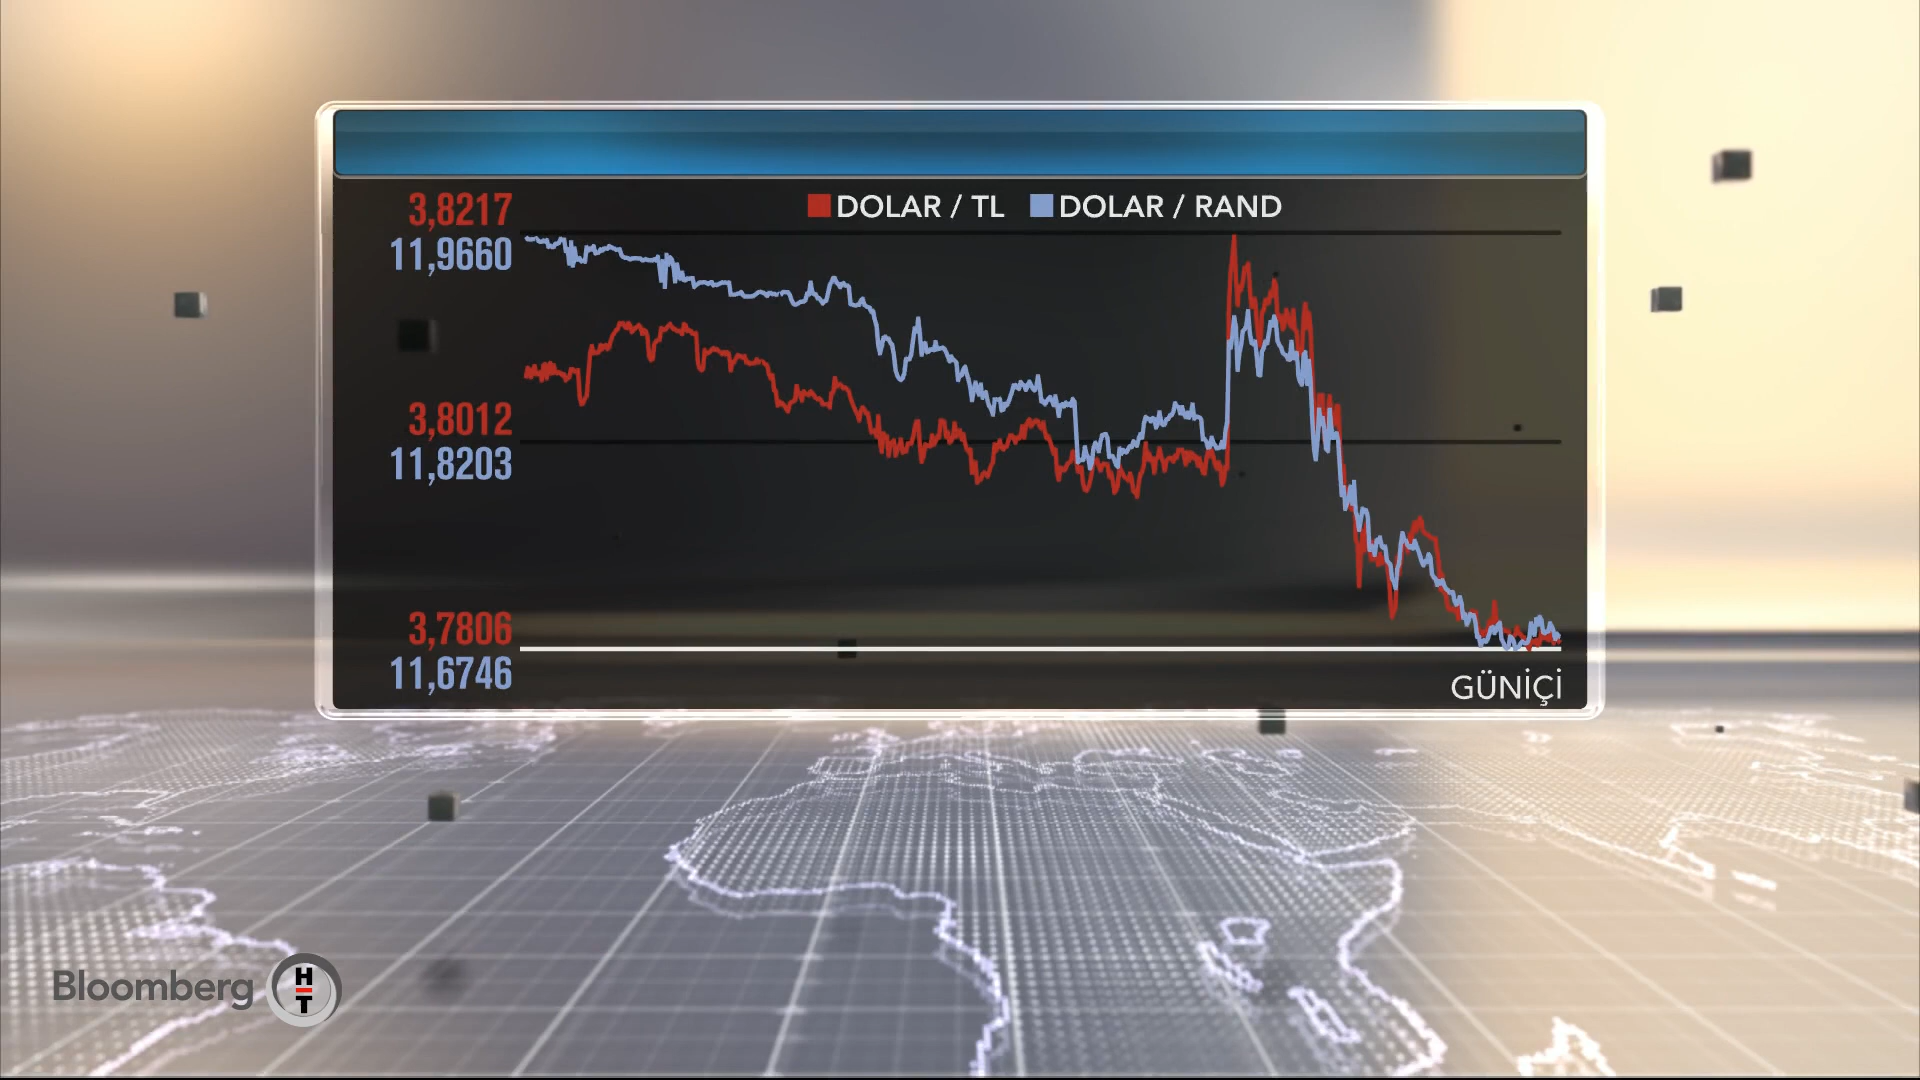 3,8217
11,9660
DOLAR / TL DOLAR / RAND
3,8012
11,8203
3,7806
11,6746
GÜNİÇİ
Bloomberg HT